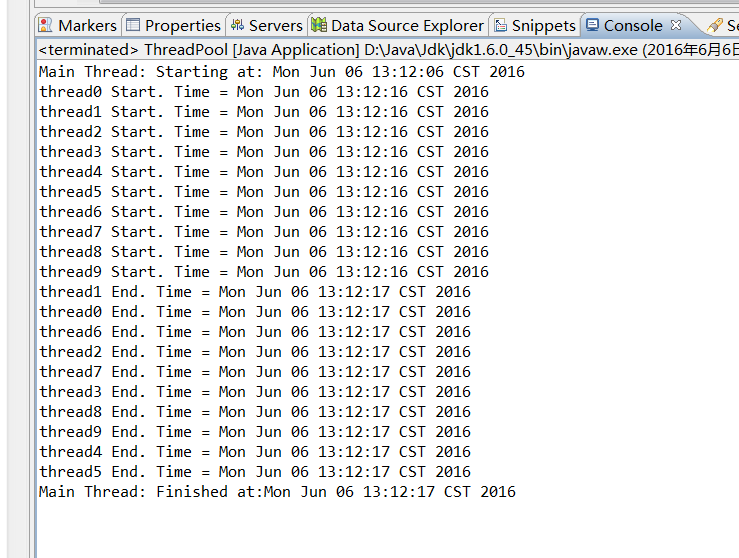 Markers Properties Servers Data Source Explorer Snippets Console
<terminated> ThreadPool [Java Application] D:\Java\Jdk\jdk1.6.0_45\bin\javaw.exe (2016年6月6日
Main Thread: Starting at: Mon Jun 06 13:12:06 CST 2016
thread0 Start. Time = Mon Jun 06 13:12:16 CST 2016
thread1 Start. Time = Mon Jun 06 13:12:16 CST 2016
thread2 Start. Time = Mon Jun 06 13:12:16 CST 2016
thread3 Start. Time = Mon Jun 06 13:12:16 CST 2016
thread4 Start. Time = Mon Jun 06 13:12:16 CST 2016
thread5 Start. Time = Mon Jun 06 13:12:16 CST 2016
thread6 Start. Time = Mon Jun 06 13:12:16 CST 2016
thread7 Start. Time = Mon Jun 06 13:12:16 CST 2016
thread8 Start. Time = Mon Jun 06 13:12:16 CST 2016
thread9 Start. Time = Mon Jun 06 13:12:16 CST 2016
thread1 End. Time = Mon Jun 06 13:12:17 CST 2016
thread0 End. Time = Mon Jun 06 13:12:17 CST 2016
thread6 End. Time = Mon Jun 06 13:12:17 CST 2016
thread2 End. Time = Mon Jun 06 13:12:17 CST 2016
thread7 End. Time = Mon Jun 06 13:12:17 CST 2016
thread3 End. Time = Mon Jun 06 13:12:17 CST 2016
thread8 End. Time = Mon Jun 06 13:12:17 CST 2016
thread9 End. Time = Mon Jun 06 13:12:17 CST 2016
thread4 End. Time = Mon Jun 06 13:12:17 CST 2016
thread5 End. Time = Mon Jun 06 13:12:17 CST 2016
Main Thread: Finished at:Mon Jun 06 13:12:17 CST 2016